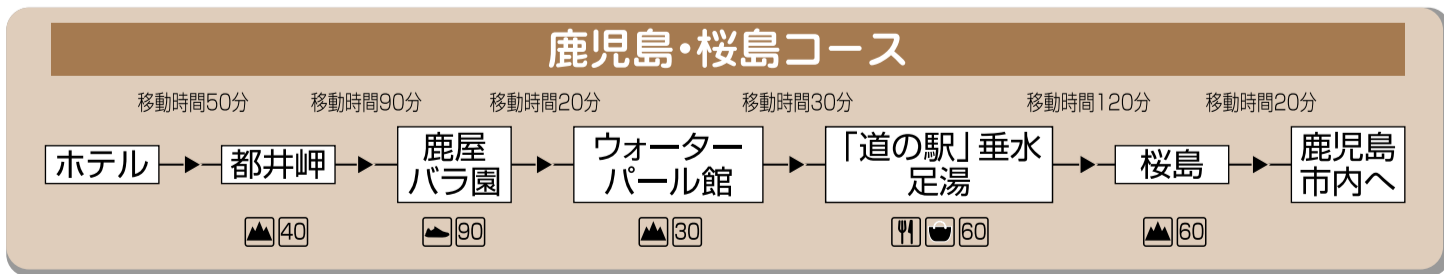 鹿児島・桜島コース
移動時間50分 移動時間90分 移動時間20分 移動時間30分 移動時間120分 移動時間20分
ホテル
都井岬
鹿屋
バラ園
ウォーター
パール館
「道の駅」垂水
足湯
桜島
鹿児島
市内へ
40 90 30 60 60